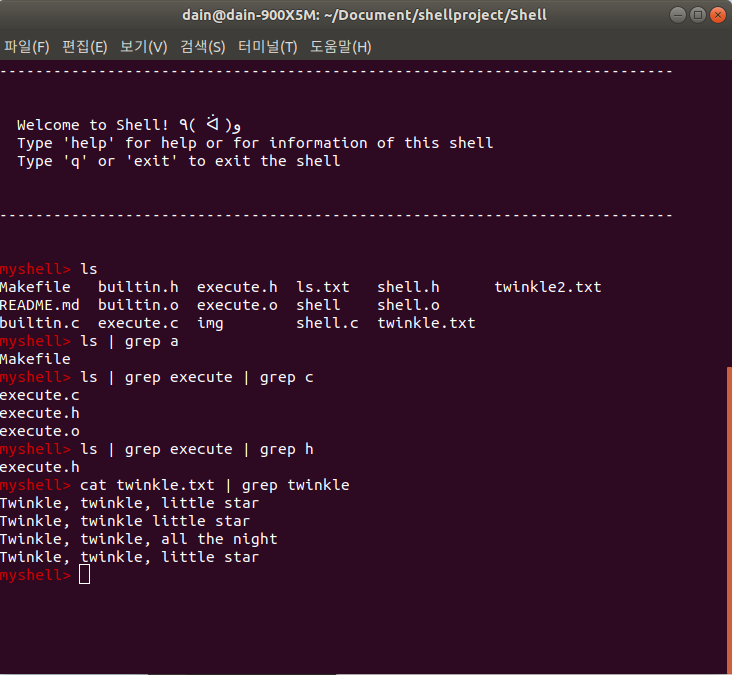 dain@dain-900X5M: ~/Document/shellproject/Shell
파일(F) 편집(E) 보기(V) 검색(S) 터미널(T) 도움말(H)
---------------------------------------------------------------------------
Welcome to Shell! ٩( ᐛ )و
Type 'help' for help or for information of this shell
Type 'q' or 'exit' to exit the shell
---------------------------------------------------------------------------
myshell> ls
Makefile   builtin.h  execute.h  ls.txt   shell.h      twinkle2.txt
README.md  builtin.o  execute.o  shell    shell.o
builtin.c  execute.c  img        shell.c  twinkle.txt
myshell> ls | grep a
Makefile
myshell> ls | grep execute | grep c
execute.c
execute.h
execute.o
myshell> ls | grep execute | grep h
execute.h
myshell> cat twinkle.txt | grep twinkle
Twinkle, twinkle, little star
Twinkle, twinkle little star
Twinkle, twinkle, all the night
Twinkle, twinkle, little star
myshell>